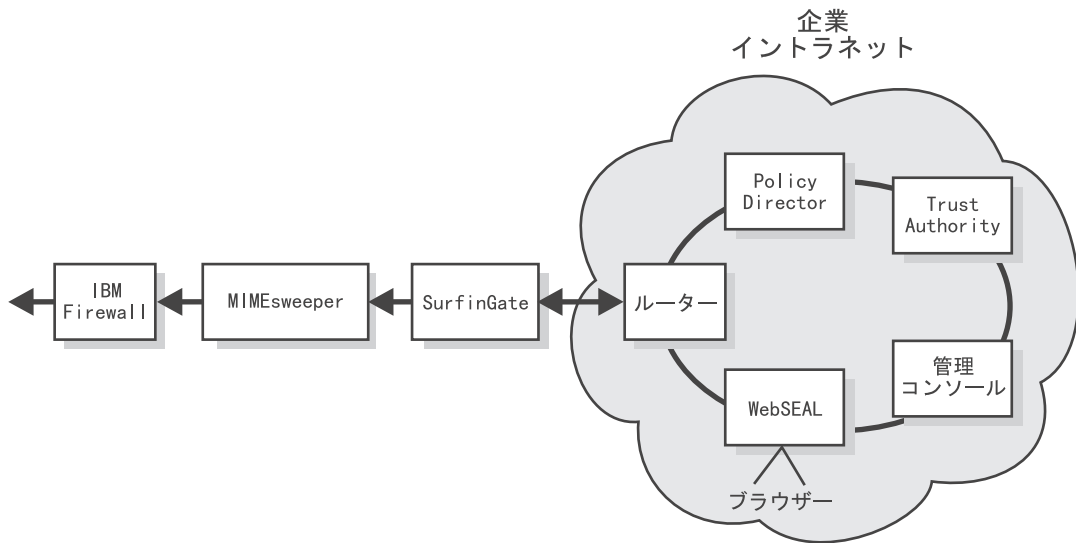 企業
イントラネット
Policy
Director
Trust
Authority
IBM
Firewall
MIMEsweeper
SurfinGate
ルーター
管理
コンソール
WebSEAL
ブラウザー